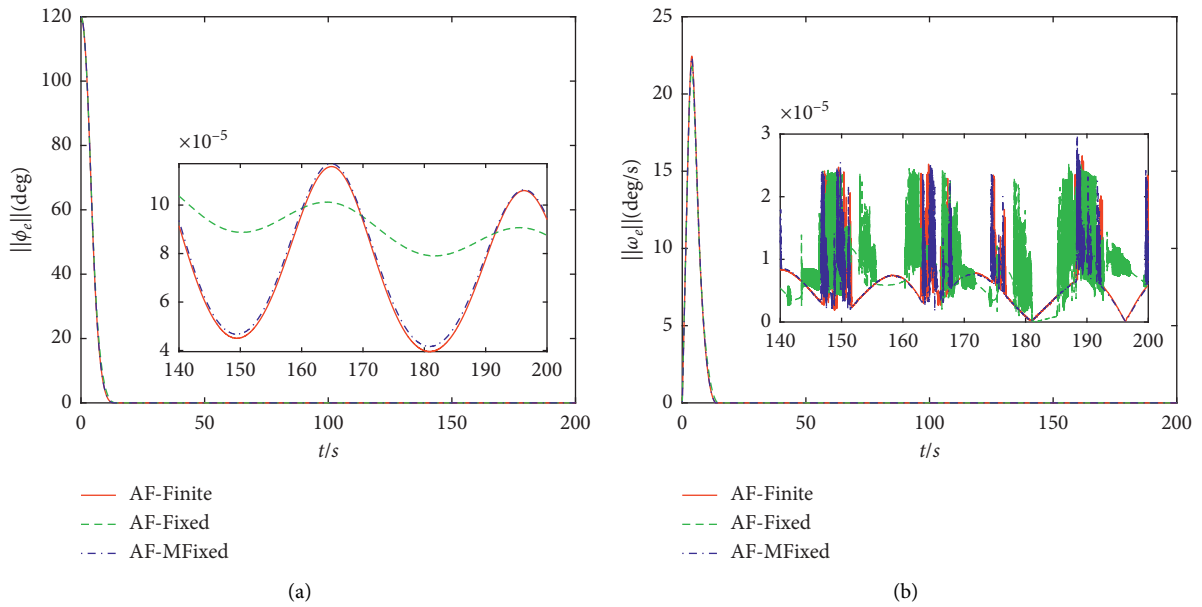 120
100
80
60
40
20
0
||ϕe||(deg)
×10–5
10
8
6
4
140 150 160 170 180 190 200
0 50 100 150 200
t/s
AF-Finite
AF-Fixed
AF-MFixed
(a)
25
20
15
10
5
0
||ωe||(deg/s)
×10–5
3
2
1
0
140 150 160 170 180 190 200
0 50 100 150 200
t/s
AF-Finite
AF-Fixed
AF-MFixed
(b)